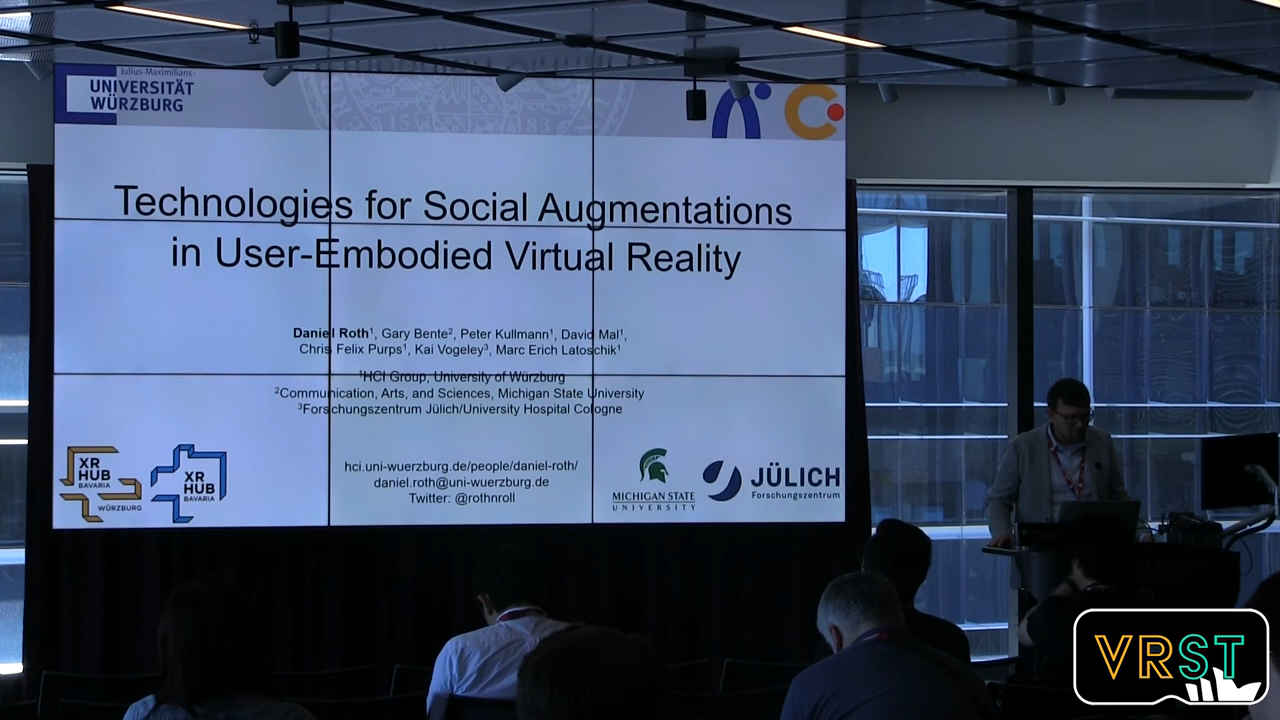 Julius-Maximilians-
UNIVERSITÄT
WÜRZBURG
Technologies for Social Augmentations
in User-Embodied Virtual Reality
Daniel Roth¹, Gary Bente², Peter Kullmann¹, David Mal¹,
Chris Felix Purps¹, Kai Vogeley³, Marc Erich Latoschik¹
¹HCI Group, University of Würzburg
²Communication, Arts, and Sciences, Michigan State University
³Forschungszentrum Jülich/University Hospital Cologne
XR
HUB
BAVARIA
WÜRZBURG
XR
HUB
BAVARIA
hci.uni-wuerzburg.de/people/daniel-roth/
daniel.roth@uni-wuerzburg.de
Twitter: @rothnroll
MICHIGAN STATE
UNIVERSITY
JÜLICH
Forschungszentrum
VRST